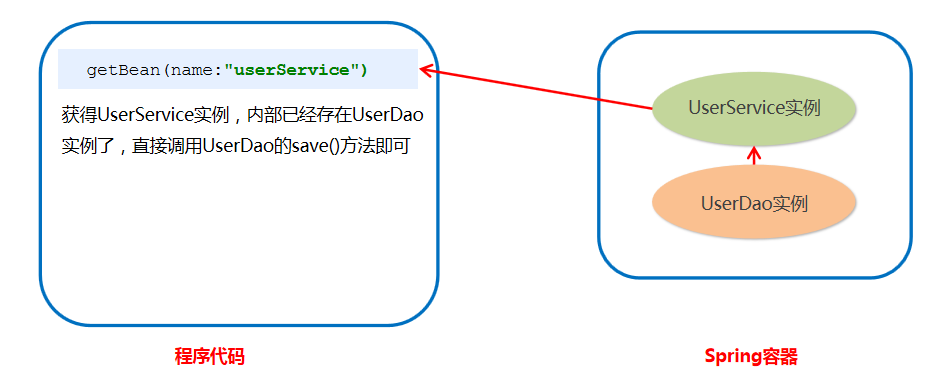 getBean(name:"userService")
获得UserService实例，内部已经存在UserDao
实例了，直接调用UserDao的save()方法即可
UserService实例
UserDao实例
程序代码
Spring容器